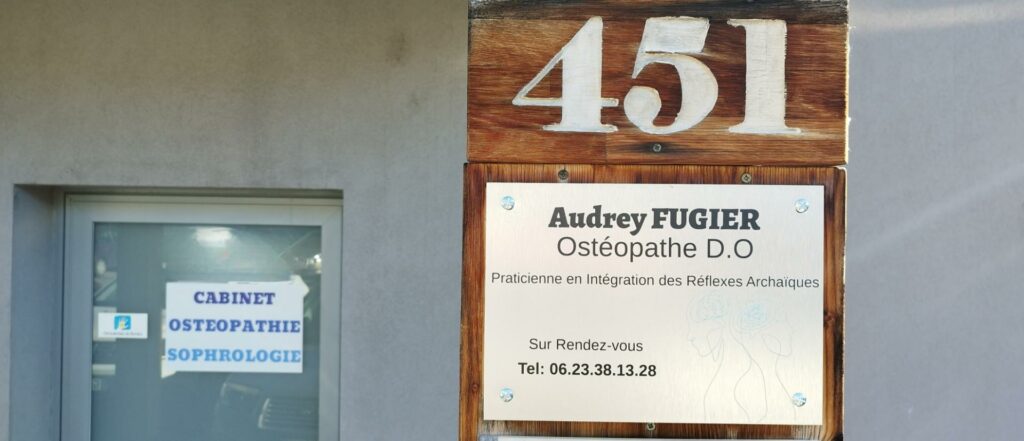 451
Audrey FUGIER
Ostéopathe D.O
Praticienne en Intégration des Réflexes Archaïques
Sur Rendez-vous
Tel: 06.23.38.13.28
CABINET
OSTEOPATHIE
SOPHROLOGIE